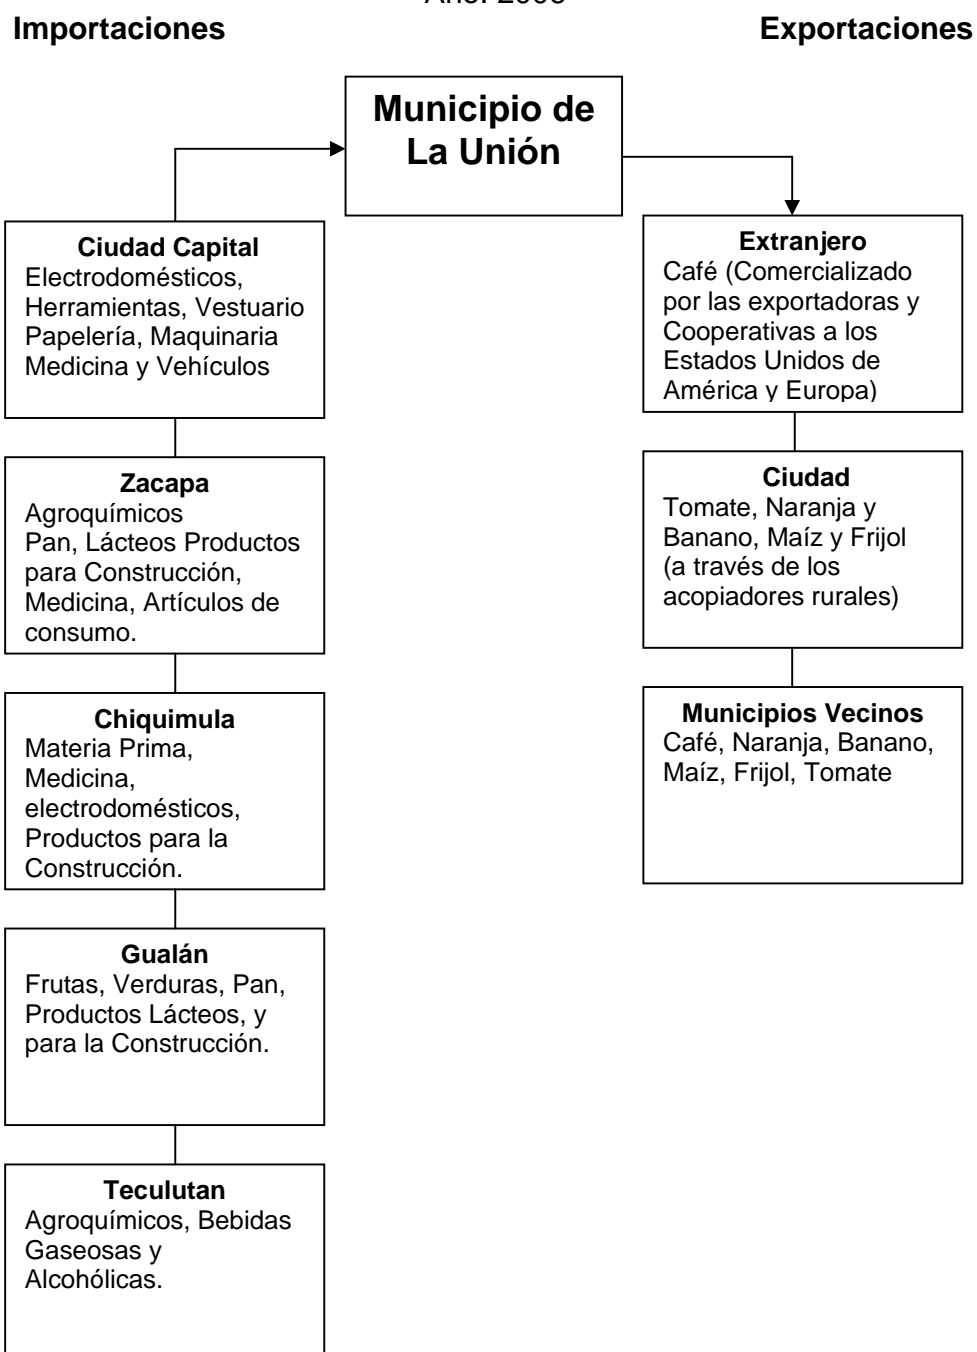 Importaciones
Exportaciones
Municipio de
La Unión
Ciudad Capital
Electrodomésticos,
Herramientas, Vestuario
Papelería, Maquinaria
Medicina y Vehículos
Zacapa
Agroquímicos
Pan, Lácteos Productos
para Construcción,
Medicina, Artículos de
consumo.
Chiquimula
Materia Prima,
Medicina,
electrodomésticos,
Productos para la
Construcción.
Gualán
Frutas, Verduras, Pan,
Productos Lácteos, y
para la Construcción.
Teculutan
Agroquímicos, Bebidas
Gaseosas y
Alcohólicas.
Extranjero
Café (Comercializado
por las exportadoras y
Cooperativas a los
Estados Unidos de
América y Europa)
Ciudad
Tomate, Naranja y
Banano, Maíz y Frijol
(a través de los
acopiadores rurales)
Municipios Vecinos
Café, Naranja, Banano,
Maíz, Frijol, Tomate